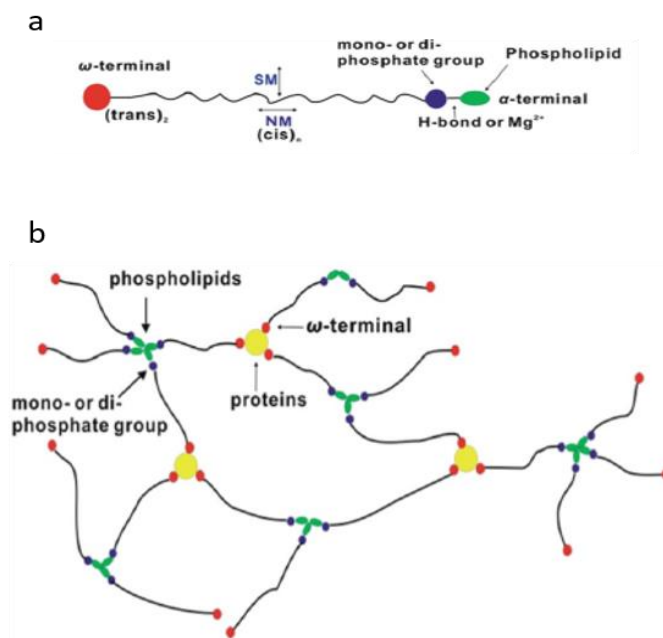 a
ω-terminal
(trans)₂
SM
NM
(cis)ₙ
mono- or di-
phosphate group
Phospholipid
α-terminal
H-bond or Mg²⁺
b
phospholipids
ω-terminal
mono- or di-
phosphate group
proteins